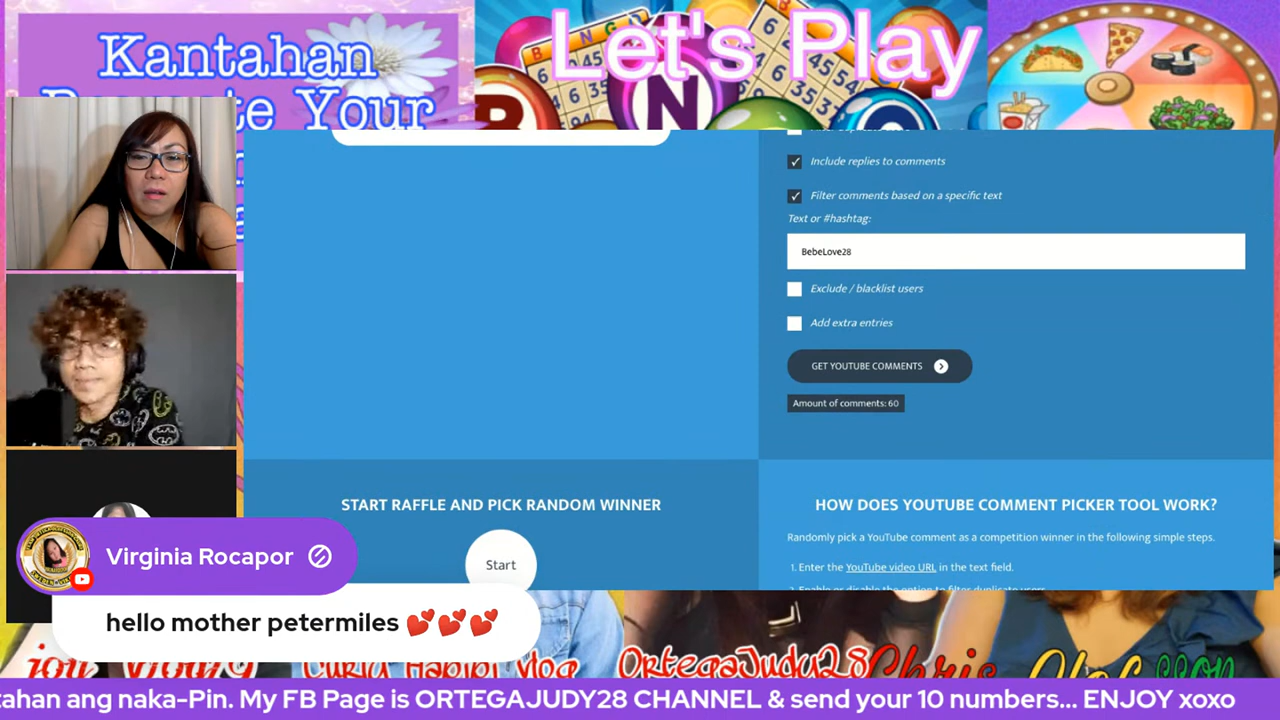 Kantahan
Let's Play
te Your
Include replies to comments
Filter comments based on a specific text
Text or #hashtag:
BebeLove28
Exclude / blacklist users
Add extra entries
GET YOUTUBE COMMENTS
Amount of comments: 60
START RAFFLE AND PICK RANDOM WINNER
Start
HOW DOES YOUTUBE COMMENT PICKER TOOL WORK?
Randomly pick a YouTube comment as a competition winner in the following simple steps.
1. Enter the YouTube video URL in the text field.
Virginia Rocapor
hello mother petermiles 💕💕💕
OrtegaJudy28
tahan ang naka-Pin. My FB Page is ORTEGAJUDY28 CHANNEL & send your 10 numbers... ENJOY xoxo